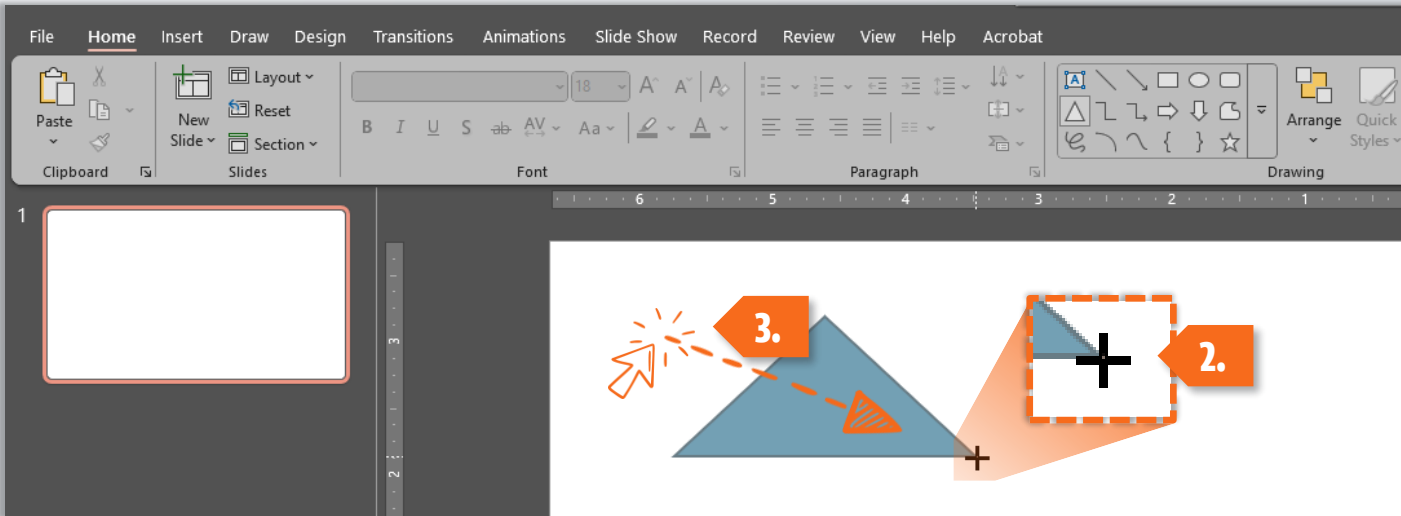 File Home Insert Draw Design Transitions Animations Slide Show Record Review View Help Acrobat
Layout
Reset
Section
Paste
New
Slide
18
A A A
B I U S ab AV Aa A
A
Arrange
Quick
Styles
Clipboard Slides Font Paragraph Drawing
6 5 4 3 2 1
1
3
2
3.
2.